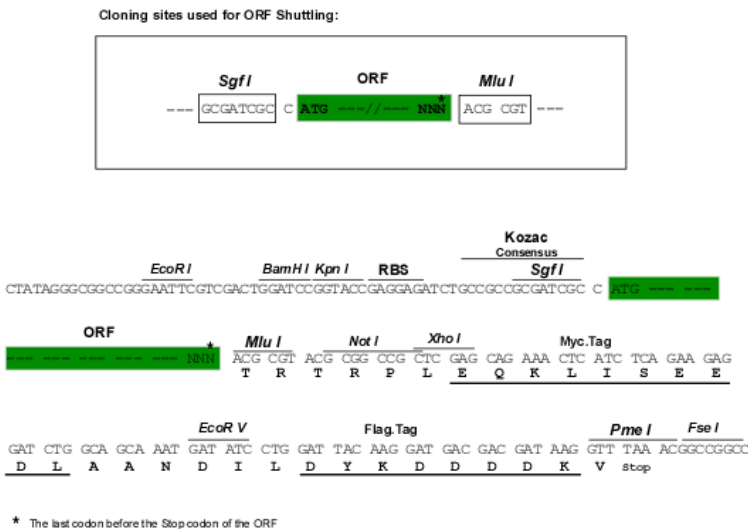 Cloning sites used for ORF Shuttling:
Sgf I ORF Mlu I
*
--- GCGATCGC C ATG ---//--- NNN ACG CGT ---
Kozac
Consensus
EcoR I BamH I Kpn I RBS Sgf I
CTATAGGGCGGCCGGGAATTCGTCGACTGGATCCGGTACCGAGGAGATCTGCCGCCGCGATCGC C ATG --- ---
ORF * Mlu I Not I Xho I Myc.Tag
--- --- --- --- --- --- NNN ACG CGT ACG CGG CCG CTC GAG CAG AAA CTC ATC TCA GAA GAG
T R T R P L E Q K L I S E E
EcoR V Flag.Tag Pme I Fse I
GAT CTG GCA GCA AAT GAT ATC CTG GAT TAC AAG GAT GAC GAC GAT AAG GTT TAA ACGGCCGGCC
D L A A N D I L D Y K D D D D K V Stop
* The last codon before the Stop codon of the ORF